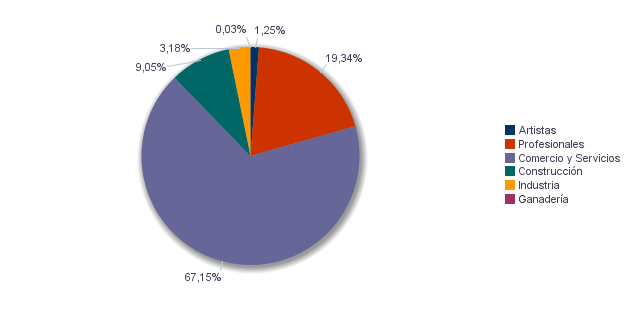 0,03%
1,25%
3,18%
19,34%
9,05%
67,15%
Artistas
Profesionales
Comercio y Servicios
Construcción
Industria
Ganadería